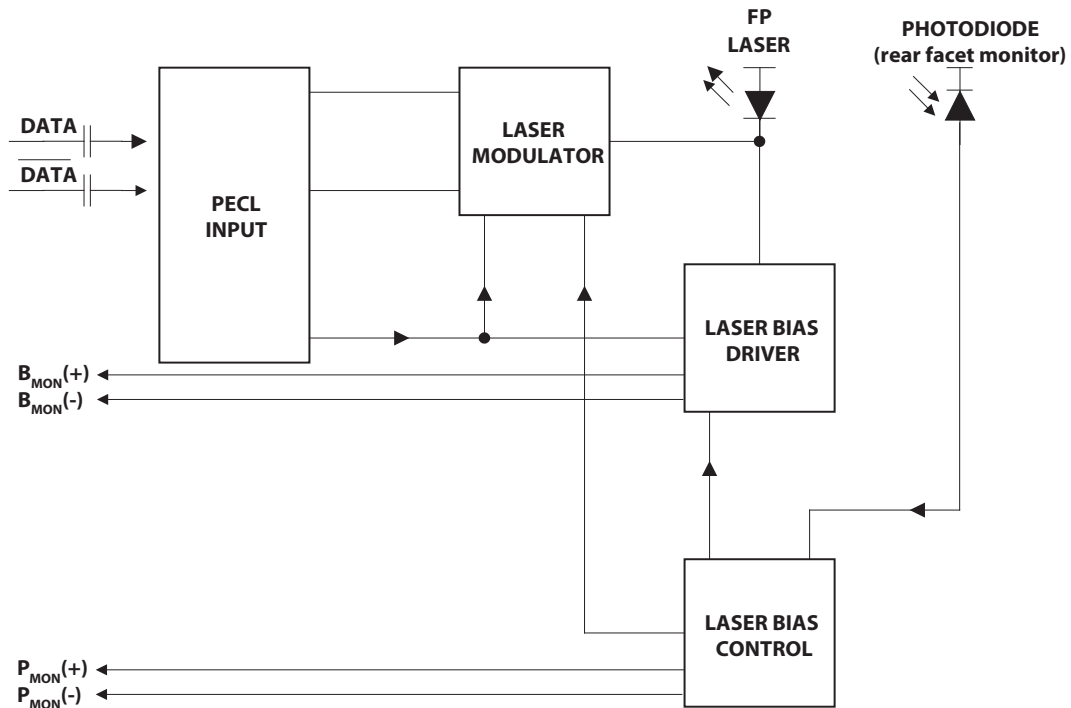 FP
LASER
PHOTODIODE
(rear facet monitor)
DATA
DATA
PECL
INPUT
LASER
MODULATOR
LASER BIAS
DRIVER
BMON(+)
BMON(-)
LASER BIAS
CONTROL
PMON(+)
PMON(-)